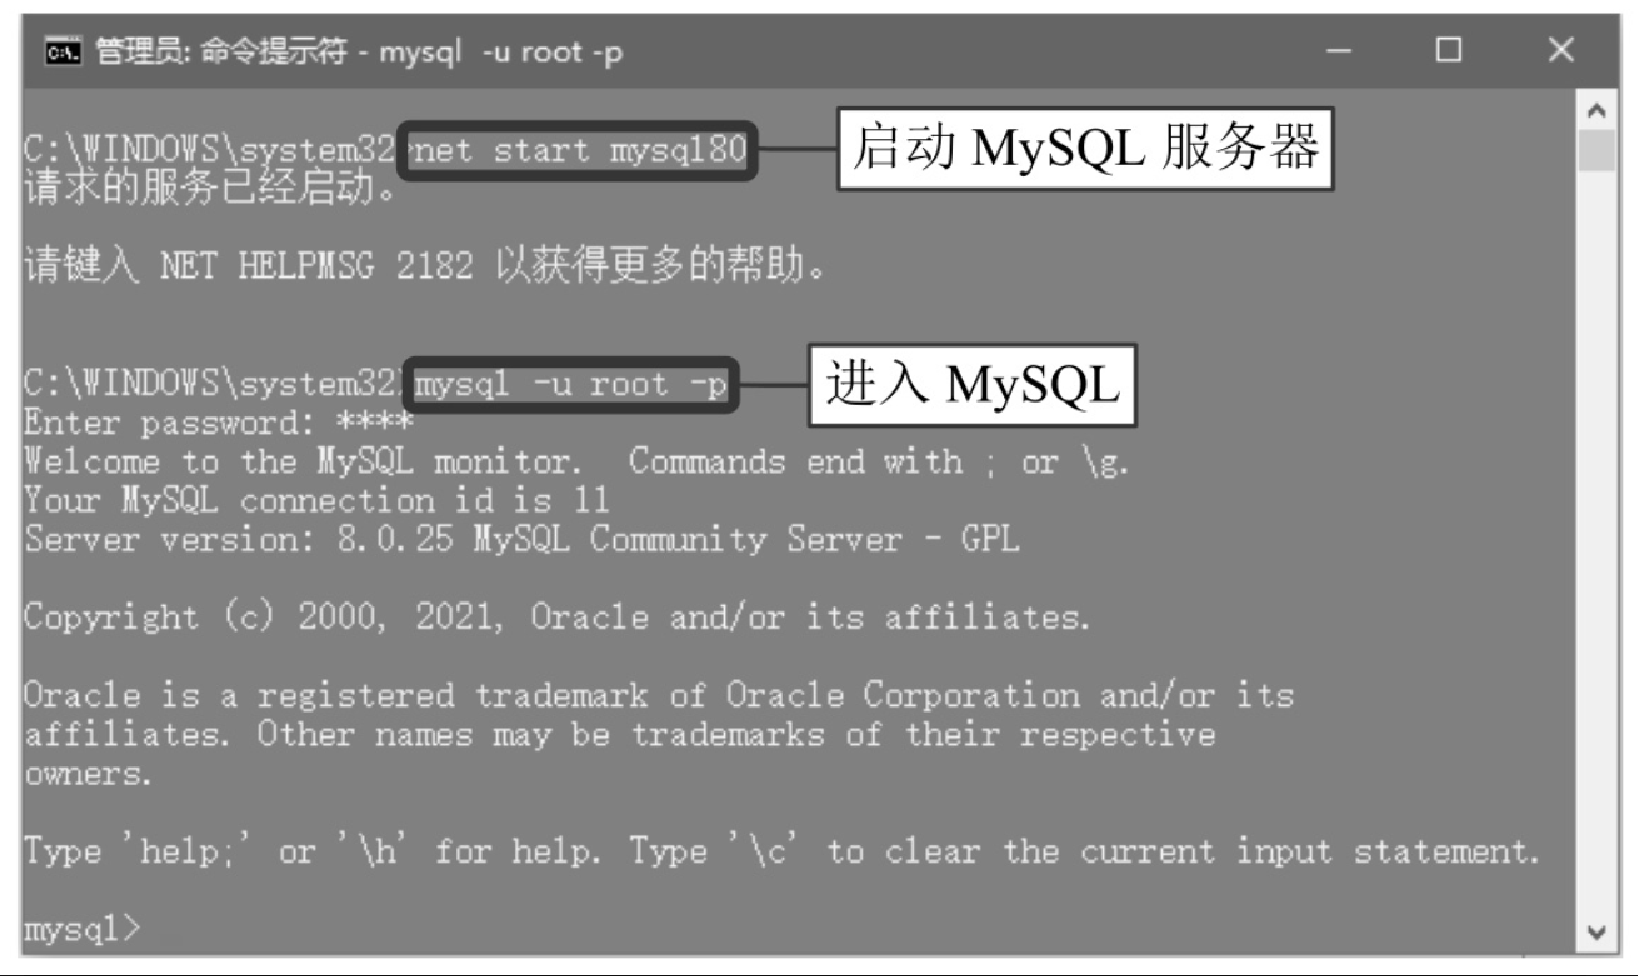 管理员: 命令提示符 - mysql  -u root -p
C:\WINDOWS\system32>net start mysql80
启动 MySQL 服务器
请求的服务已经启动。
请键入 NET HELPMSG 2182 以获得更多的帮助。
C:\WINDOWS\system32>mysql -u root -p
进入 MySQL
Enter password: ****
Welcome to the MySQL monitor.  Commands end with ; or \g.
Your MySQL connection id is 11
Server version: 8.0.25 MySQL Community Server - GPL
Copyright (c) 2000, 2021, Oracle and/or its affiliates.
Oracle is a registered trademark of Oracle Corporation and/or its
affiliates. Other names may be trademarks of their respective
owners.
Type 'help;' or '\h' for help. Type '\c' to clear the current input statement.
mysql>